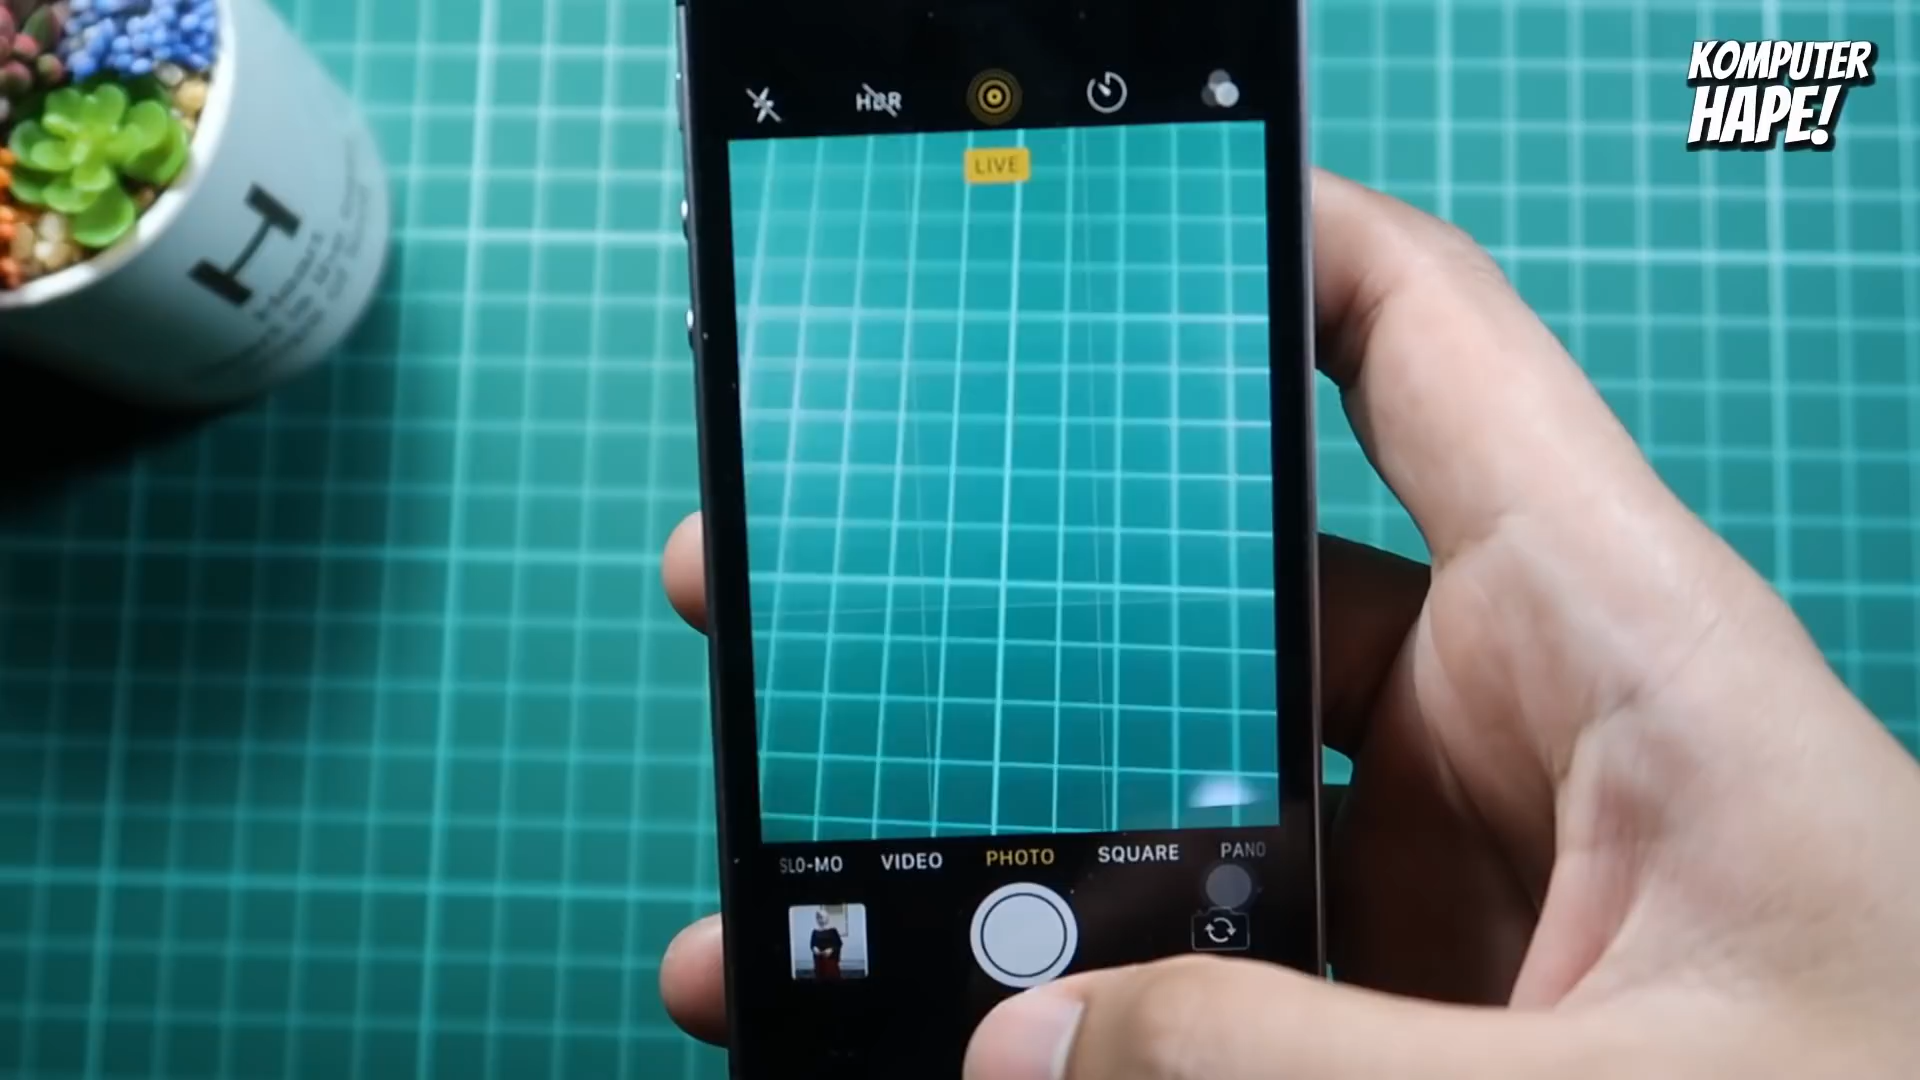 KOMPUTER
HAPE!
HDR
LIVE
SLO-MO VIDEO PHOTO SQUARE PANO
H